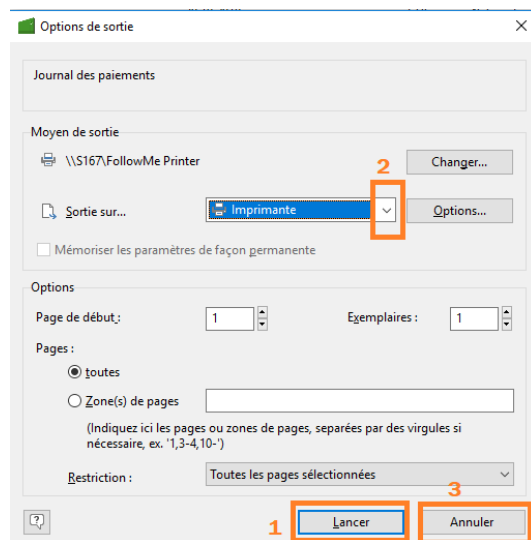 Options de sortie
Journal des paiements
Moyen de sortie
\\S167\FollowMe Printer
2
Changer...
Sortie sur...
Imprimante
Options...
Mémoriser les paramètres de façon permanente
Options
Page de début :
1
Exemplaires :
1
Pages :
toutes
Zone(s) de pages
(Indiquez ici les pages ou zones de pages, separées par des virgules si
nécessaire, ex. '1,3-4,10-')
Restriction :
Toutes les pages sélectionnées
3
?
1
Lancer
Annuler